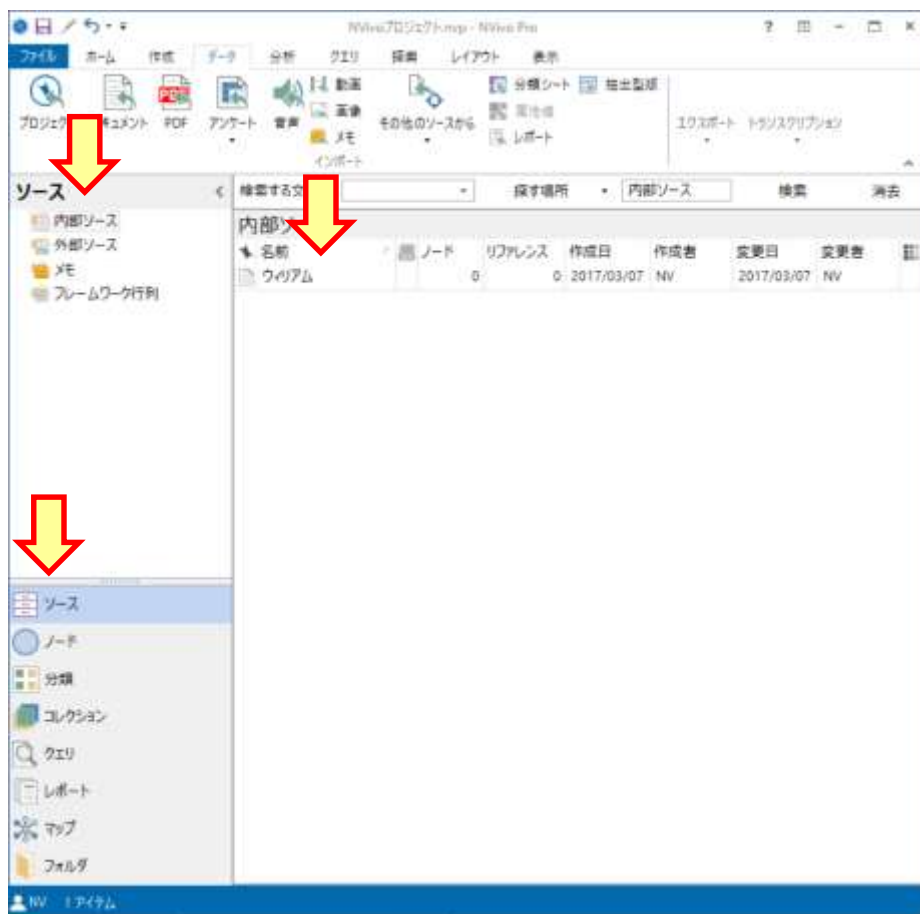 NVivoプロジェクト.nvp - NVivo Pro
ファイル ホーム 作成 データ 分析 クエリ 探索 レイアウト 表示
PDF アンケート 音声 動画 画像 メモ その他のソースから 分類シート 抽出型版 レポート エクスポート トランスクリプション
インポート
ソース
検索する文 探す場所 内部ソース 検索 消去
内部ソース
外部ソース
メモ
フレームワーク行列
名前 ノード リファレンス 作成日 作成者 変更日 変更者
ウィリアム 0 0 2017/03/07 NV 2017/03/07 NV
ソース
ノード
分類
コレクション
クエリ
レポート
マップ
フォルダ
NV 1 アイテム